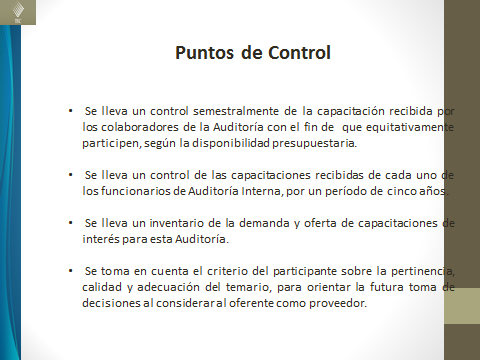 Puntos de Control
• Se lleva un control semestralmente de la capacitación recibida por
los colaboradores de la Auditoría con el fin de que equitativamente
participen, según la disponibilidad presupuestaria.
• Se lleva un control de las capacitaciones recibidas de cada uno de
los funcionarios de Auditoría Interna, por un período de cinco años.
• Se lleva un inventario de la demanda y oferta de capacitaciones de
interés para esta Auditoría.
• Se toma en cuenta el criterio del participante sobre la pertinencia,
calidad y adecuación del temario, para orientar la futura toma de
decisiones al considerar al oferente como proveedor.